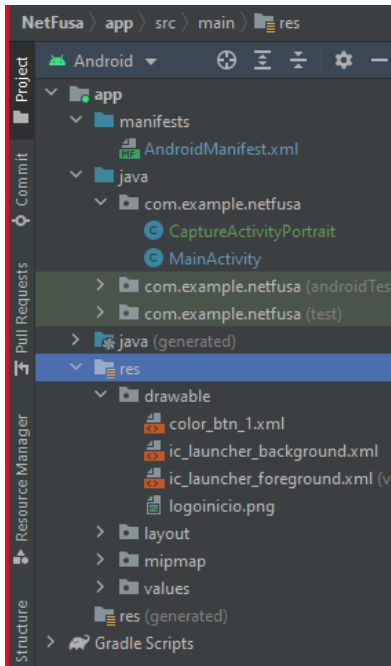 NetFusa > app > src > main > res
Project
Android
app
manifests
MF AndroidManifest.xml
java
com.example.netfusa
C CaptureActivityPortrait
C MainActivity
com.example.netfusa (androidTes
com.example.netfusa (test)
java (generated)
res
drawable
color_btn_1.xml
ic_launcher_background.xml
ic_launcher_foreground.xml (v
logoinicio.png
layout
mipmap
values
res (generated)
Gradle Scripts
Commit
Pull Requests
Resource Manager
Structure